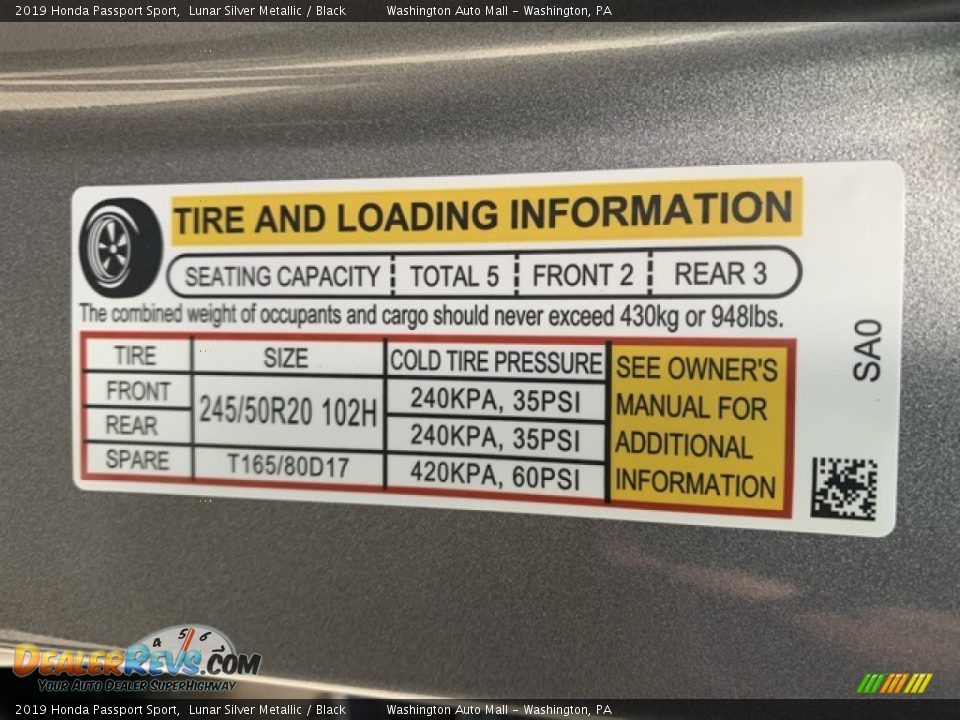 2019 Honda Passport Sport, Lunar Silver Metallic / Black Washington Auto Mall - Washington, PA
TIRE AND LOADING INFORMATION
SEATING CAPACITY TOTAL 5 FRONT 2 REAR 3
The combined weight of occupants and cargo should never exceed 430kg or 948lbs.
TIRE SIZE COLD TIRE PRESSURE
FRONT 245/50R20 102H 240KPA, 35PSI
REAR 240KPA, 35PSI
SPARE T165/80D17 420KPA, 60PSI
SEE OWNER'S
MANUAL FOR
ADDITIONAL
INFORMATION
SA0
4 5 6
DEALERREVS.COM
YOUR AUTO DEALER SUPERHIGHWAY
2019 Honda Passport Sport, Lunar Silver Metallic / Black Washington Auto Mall - Washington, PA